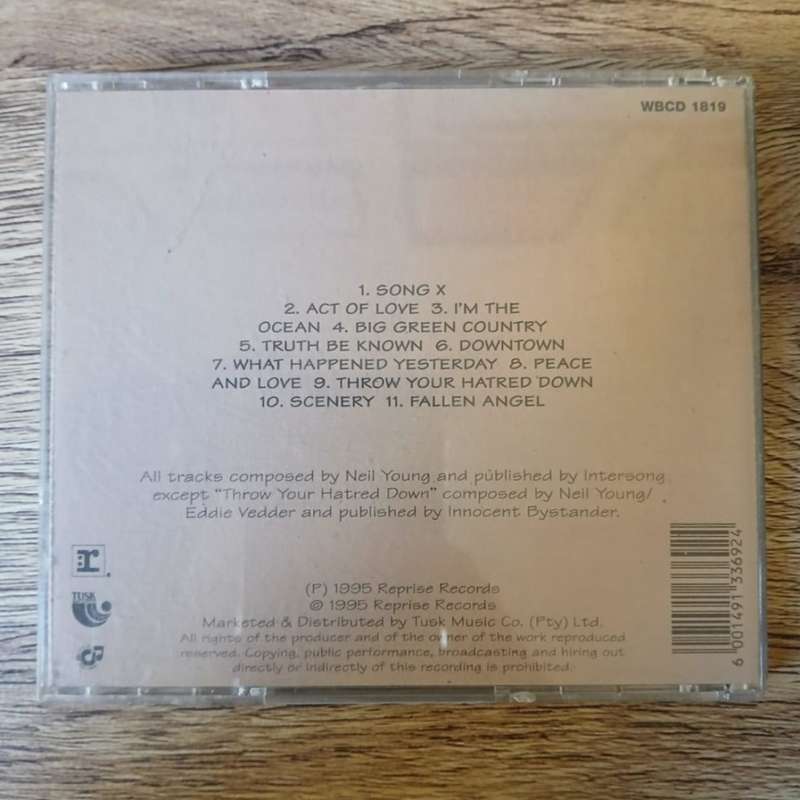 WBCD 1819
1. SONG X
2. ACT OF LOVE 3. I'M THE
OCEAN 4. BIG GREEN COUNTRY
5. TRUTH BE KNOWN 6. DOWNTOWN
7. WHAT HAPPENED YESTERDAY 8. PEACE
AND LOVE 9. THROW YOUR HATRED DOWN
10. SCENERY 11. FALLEN ANGEL
All tracks composed by Neil Young and published by Intersong
except "Throw Your Hatred Down" composed by Neil Young/
Eddie Vedder and published by Innocent Bystander.
r
TUSK
(P) 1995 Reprise Records
© 1995 Reprise Records
Marketed & Distributed by Tusk Music Co. (Pty) Ltd.
All rights of the producer and of the owner of the work reproduced
reserved. Copying, public performance, broadcasting and hiring out
directly or indirectly of this recording is prohibited.
6 001491 336924